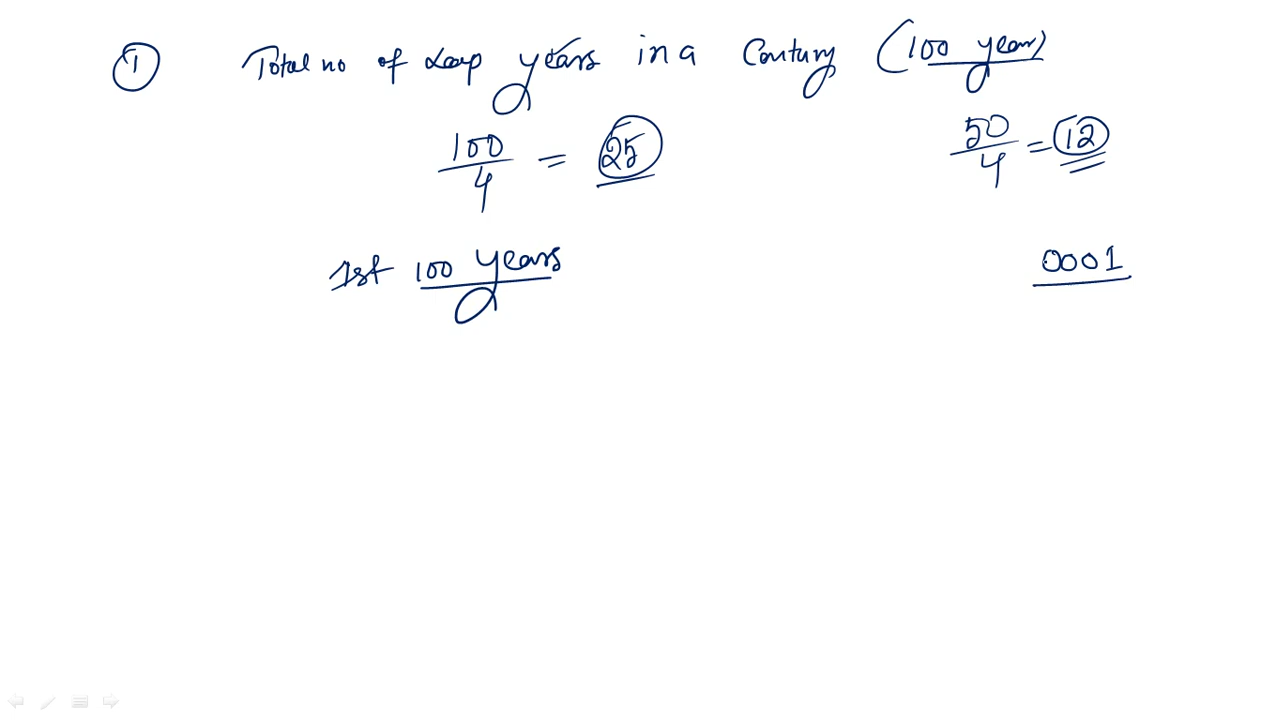 ① Total no of Leap years in a Century (100 year)
100/4 = 25 50/4 = 12
1st 100 years 0001